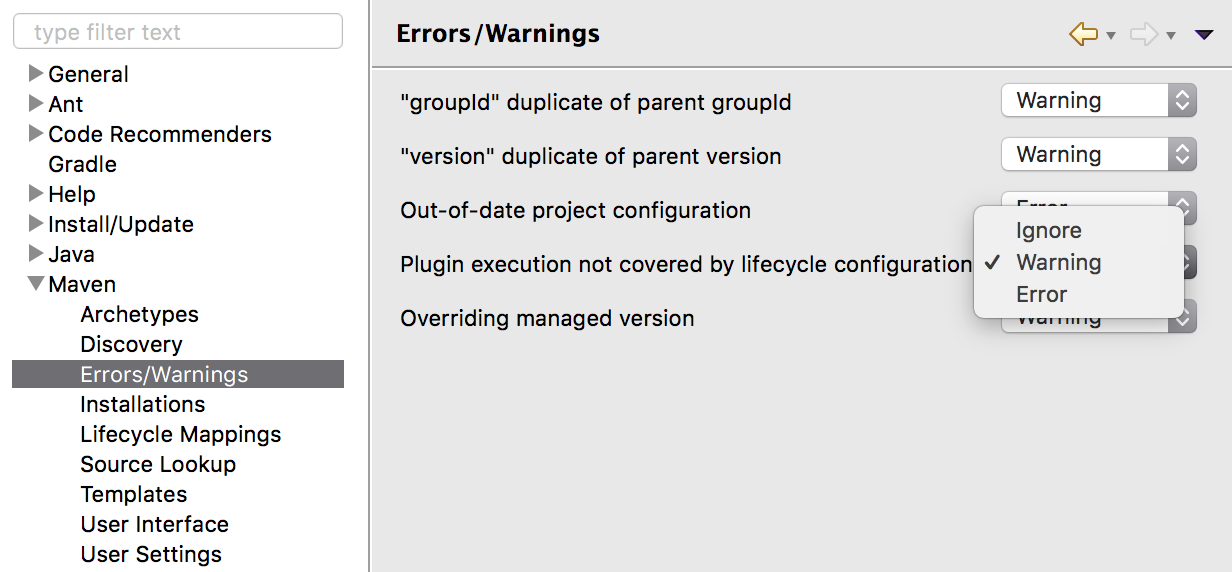 type filter text
General
Ant
Code Recommenders
Gradle
Help
Install/Update
Java
Maven
Archetypes
Discovery
Errors/Warnings
Installations
Lifecycle Mappings
Source Lookup
Templates
User Interface
User Settings
Errors/Warnings
"groupId" duplicate of parent groupId Warning
"version" duplicate of parent version Warning
Out-of-date project configuration Error
Ignore
Plugin execution not covered by lifecycle configuration ✓ Warning
Error
Overriding managed version Warning